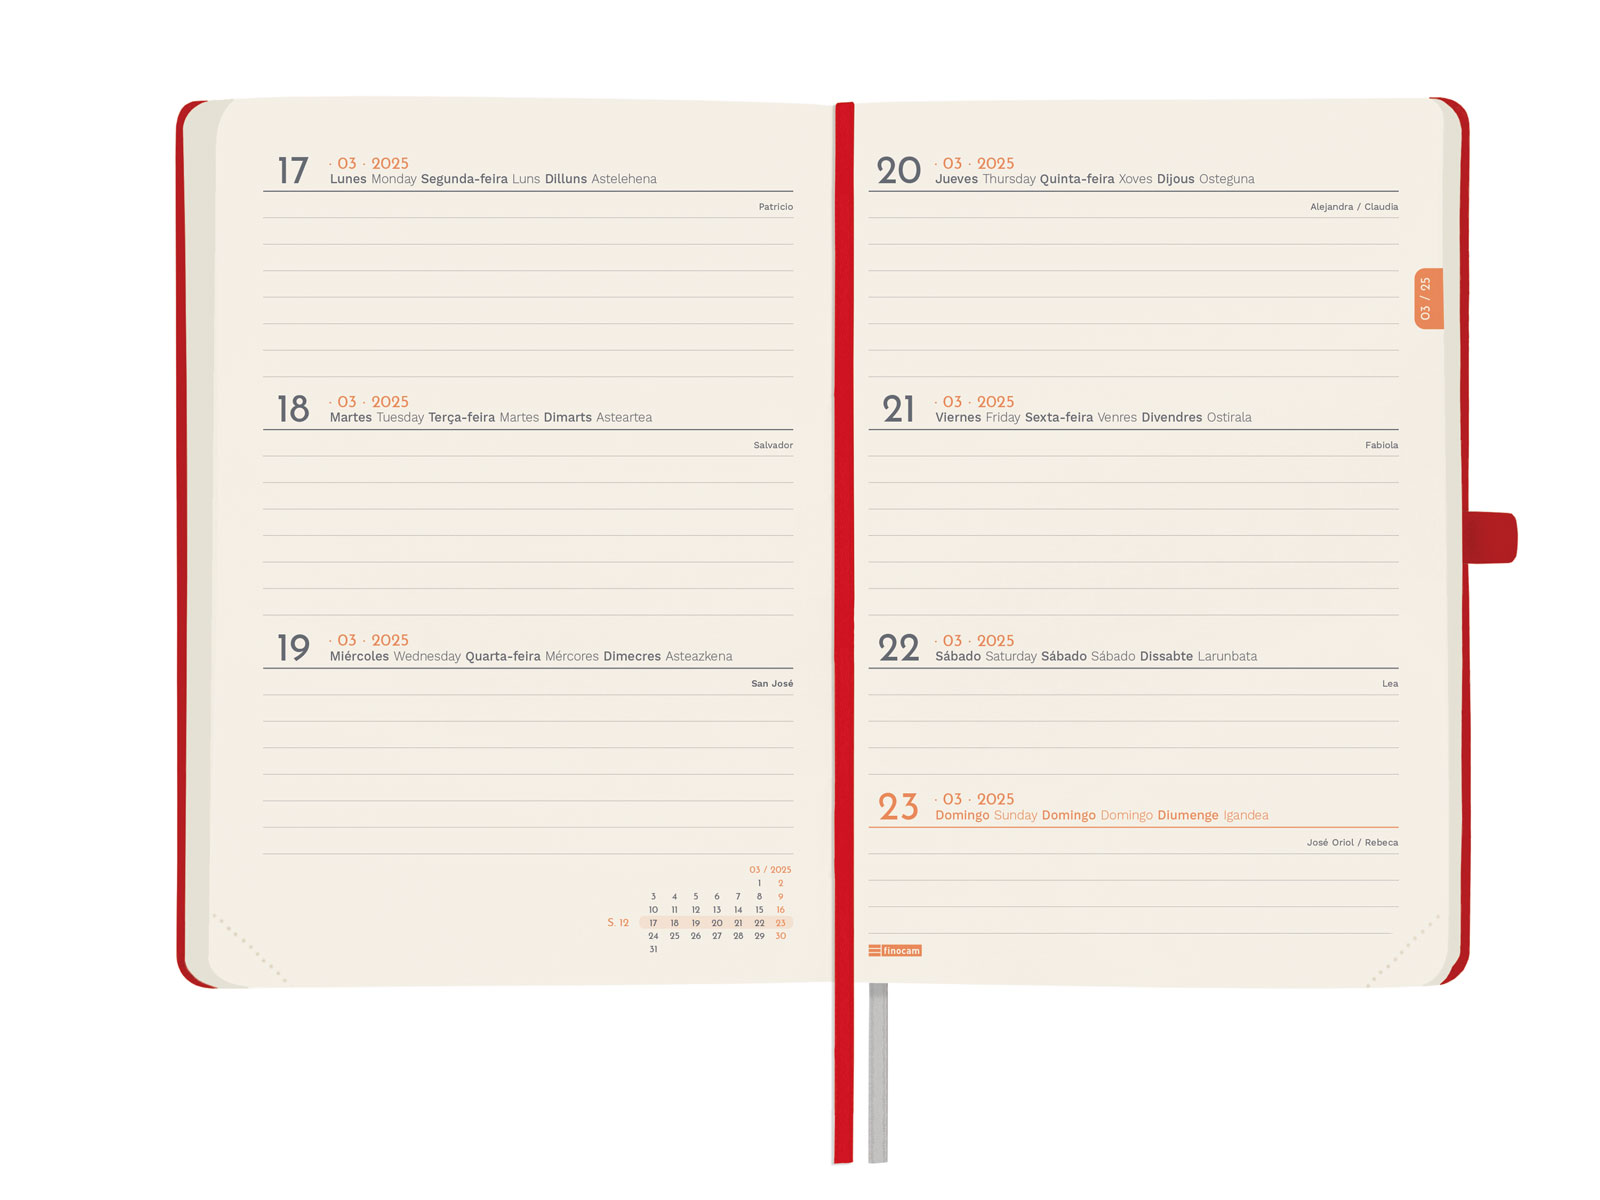 17 · 03 · 2025
Lunes Monday Segunda-feira Luns Dilluns Astelehena
Patricio
18 · 03 · 2025
Martes Tuesday Terça-feira Martes Dimarts Asteartea
Salvador
19 · 03 · 2025
Miércoles Wednesday Quarta-feira Mércores Dimecres Asteazkena
San José
03 / 2025
1 2
3 4 5 6 7 8 9
10 11 12 13 14 15 16
S. 12 17 18 19 20 21 22 23
24 25 26 27 28 29 30
31
20 · 03 · 2025
Jueves Thursday Quinta-feira Xoves Dijous Osteguna
Alejandra / Claudia
03 / 25
21 · 03 · 2025
Viernes Friday Sexta-feira Venres Divendres Ostirala
Fabiola
22 · 03 · 2025
Sábado Saturday Sábado Sábado Dissabte Larunbata
Lea
23 · 03 · 2025
Domingo Sunday Domingo Domingo Diumenge Igandea
José Oriol / Rebeca
finocam